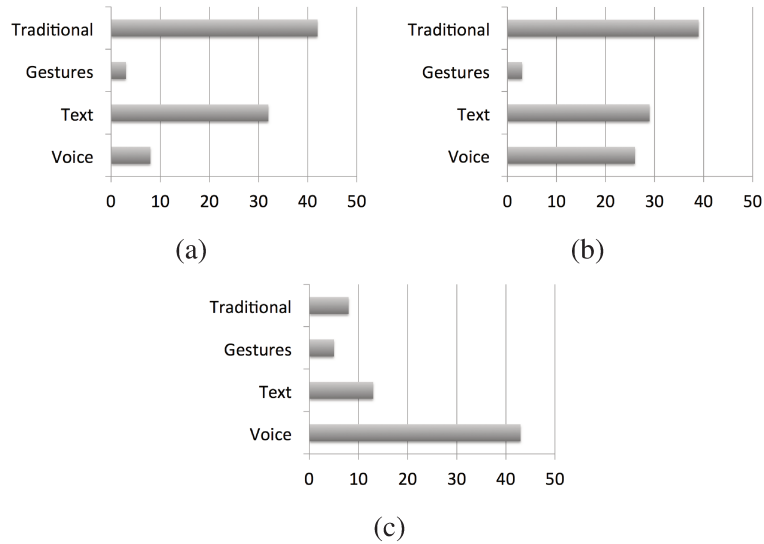 Traditional
Gestures
Text
Voice
0 10 20 30 40 50
(a)
Traditional
Gestures
Text
Voice
0 10 20 30 40 50
(b)
Traditional
Gestures
Text
Voice
0 10 20 30 40 50
(c)